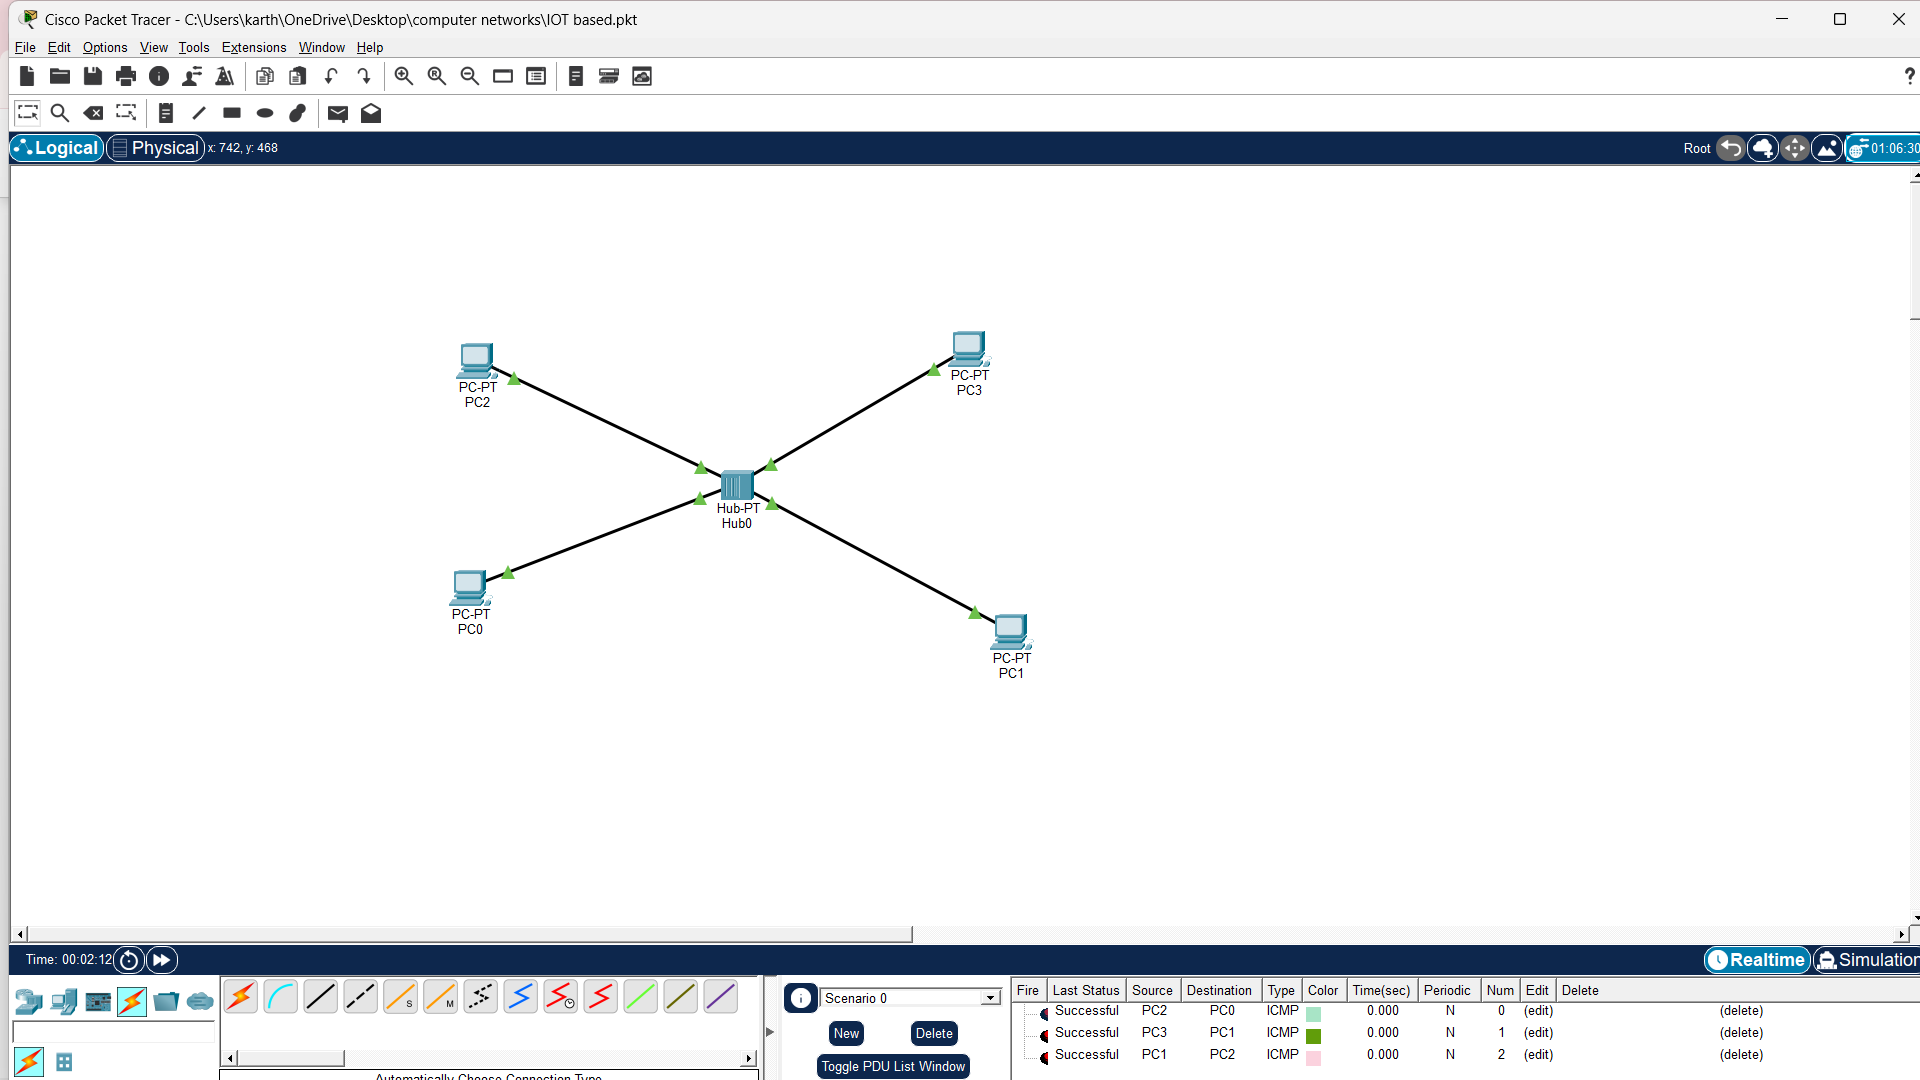 Cisco Packet Tracer - C:\Users\karth\OneDrive\Desktop\computer networks\IOT based.pkt
File Edit Options View Tools Extensions Window Help
?
Logical Physical x: 742, y: 468 Root 01:06:30
PC-PT
PC2
PC-PT
PC3
Hub-PT
Hub0
PC-PT
PC0
PC-PT
PC1
Time: 00:02:12 Realtime Simulation
S M
Automatically Choose Connection Type
Scenario 0
New Delete
Toggle PDU List Window
Fire Last Status Source Destination Type Color Time(sec) Periodic Num Edit Delete
Successful PC2 PC0 ICMP 0.000 N 0 (edit) (delete)
Successful PC3 PC1 ICMP 0.000 N 1 (edit) (delete)
Successful PC1 PC2 ICMP 0.000 N 2 (edit) (delete)